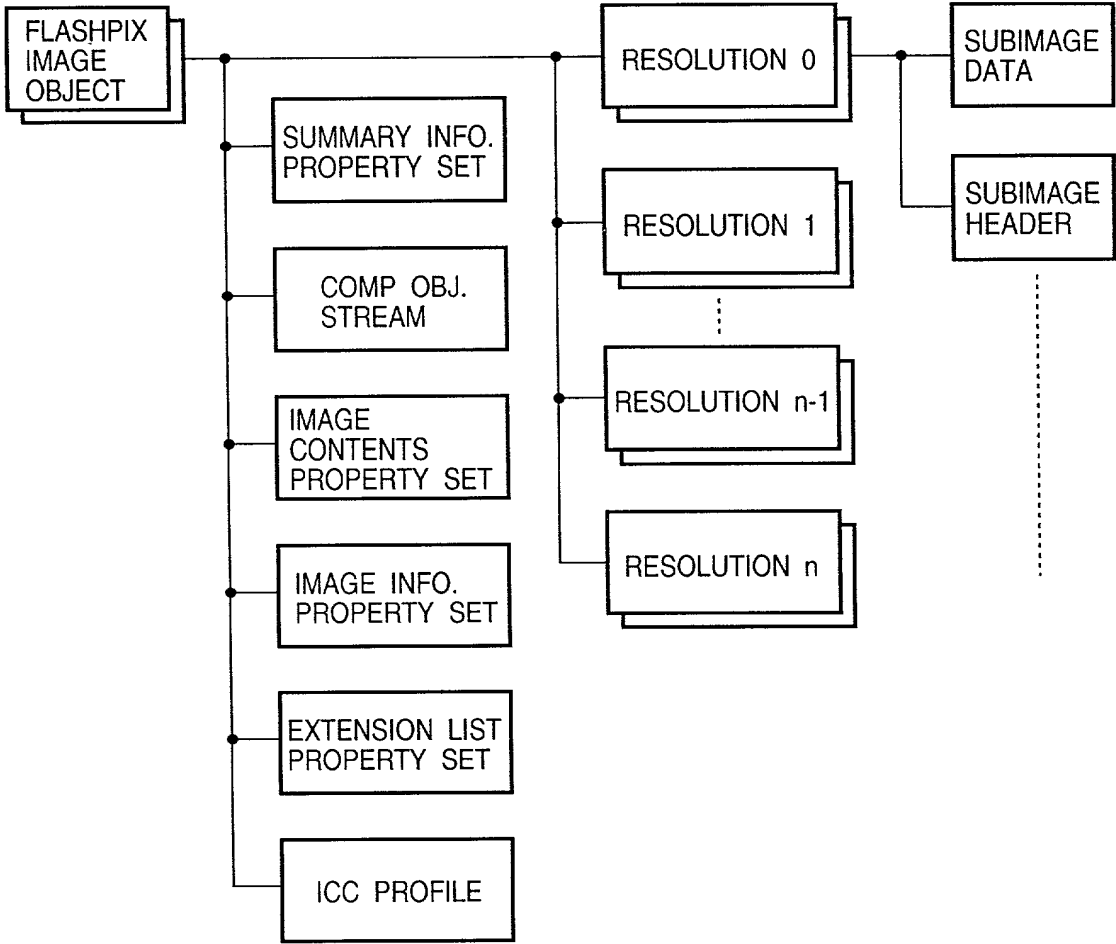 FLASHPIX
IMAGE
OBJECT
SUMMARY INFO.
PROPERTY SET
COMP OBJ.
STREAM
IMAGE
CONTENTS
PROPERTY SET
IMAGE INFO.
PROPERTY SET
EXTENSION LIST
PROPERTY SET
ICC PROFILE
RESOLUTION 0
RESOLUTION 1
RESOLUTION n-1
RESOLUTION n
SUBIMAGE
DATA
SUBIMAGE
HEADER